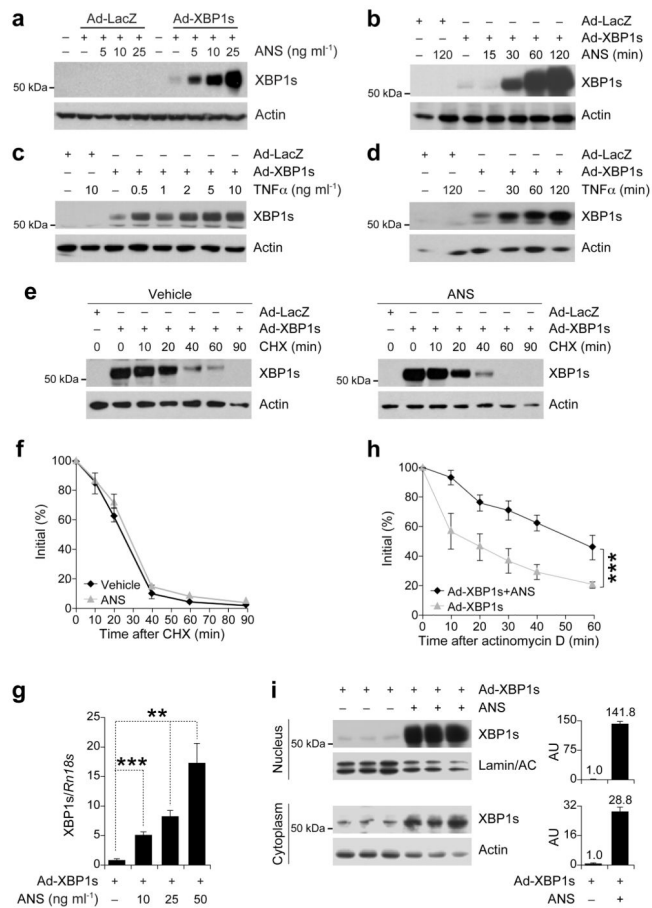 a
Ad-LacZ Ad-XBP1s
– + + + + – + + + +
5 10 25 5 10 25 ANS (ng ml-1)
50 kDa XBP1s
Actin
b
+ + – – – – – Ad-LacZ
– – + + + + + Ad-XBP1s
– 120 – 15 30 60 120 ANS (min)
50 kDa XBP1s
Actin
c
+ + – – – – – – Ad-LacZ
– – + + + + + + Ad-XBP1s
– 10 – 0.5 1 2 5 10 TNFα (ng ml-1)
50 kDa XBP1s
Actin
d
+ + – – – – Ad-LacZ
– – + + + + Ad-XBP1s
– 120 – 30 60 120 TNFα (min)
50 kDa XBP1s
Actin
e
Vehicle
+ – – – – – – Ad-LacZ
– + + + + + + Ad-XBP1s
0 0 10 20 40 60 90 CHX (min)
50 kDa XBP1s
Actin
ANS
+ – – – – – – Ad-LacZ
– + + + + + + Ad-XBP1s
0 0 10 20 40 60 90 CHX (min)
50 kDa XBP1s
Actin
f
Initial (%)
100
80
60
40
20
0
Vehicle
ANS
0 10 20 30 40 50 60 70 80 90
Time after CHX (min)
h
Initial (%)
100
80
60
40
20
0
***
Ad-XBP1s+ANS
Ad-XBP1s
0 10 20 30 40 50 60
Time after actinomycin D (min)
g
XBP1s/Rn18s
25
20
15
10
5
0
**
***
Ad-XBP1s + + + +
ANS (ng ml-1) – 10 25 50
i
+ + + + + + Ad-XBP1s
– – – + + + ANS
Nucleus
50 kDa XBP1s
Lamin/AC
AU
150
75
0
1.0
141.8
Cytoplasm
50 kDa XBP1s
Actin
AU
32
16
0
1.0
28.8
Ad-XBP1s + +
ANS – +